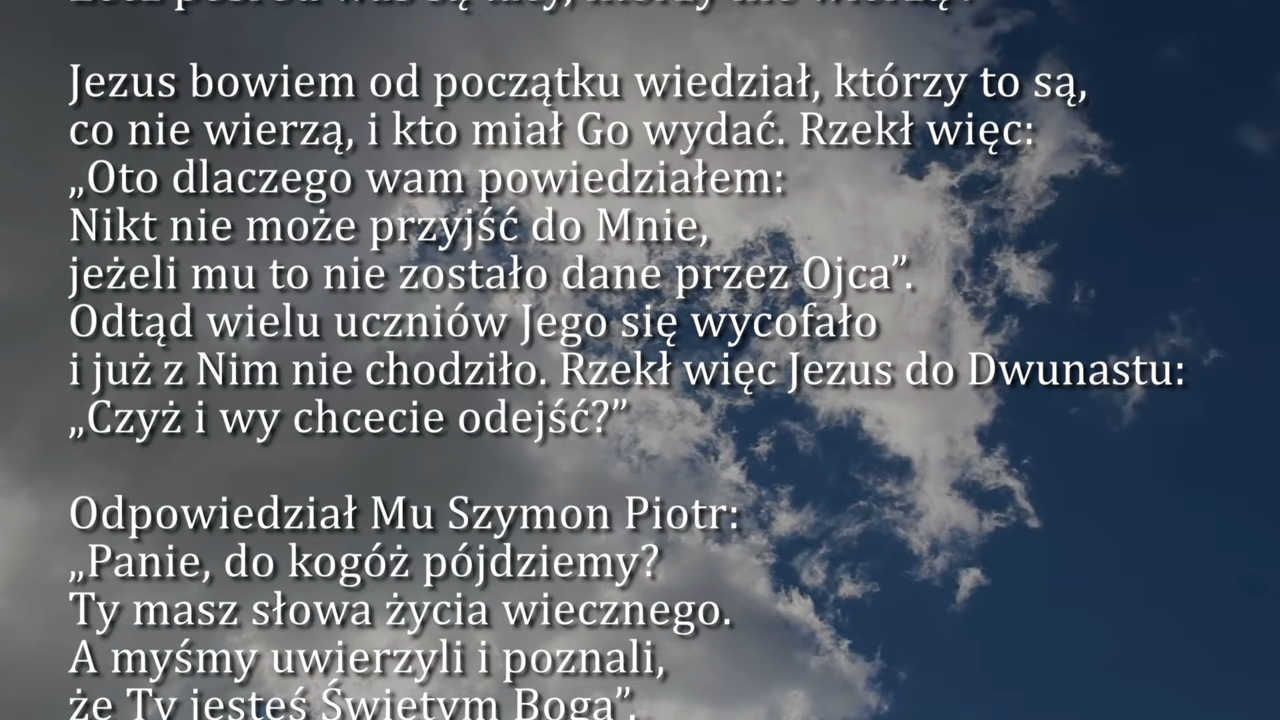 Jezus bowiem od początku wiedział, którzy to są,
co nie wierzą, i kto miał Go wydać. Rzekł więc:
„Oto dlaczego wam powiedziałem:
Nikt nie może przyjść do Mnie,
jeżeli mu to nie zostało dane przez Ojca”.
Odtąd wielu uczniów Jego się wycofało
i już z Nim nie chodziło. Rzekł więc Jezus do Dwunastu:
„Czyż i wy chcecie odejść?”
Odpowiedział Mu Szymon Piotr:
„Panie, do kogóż pójdziemy?
Ty masz słowa życia wiecznego.
A myśmy uwierzyli i poznali,
że Ty jesteś Świętym Boga”.